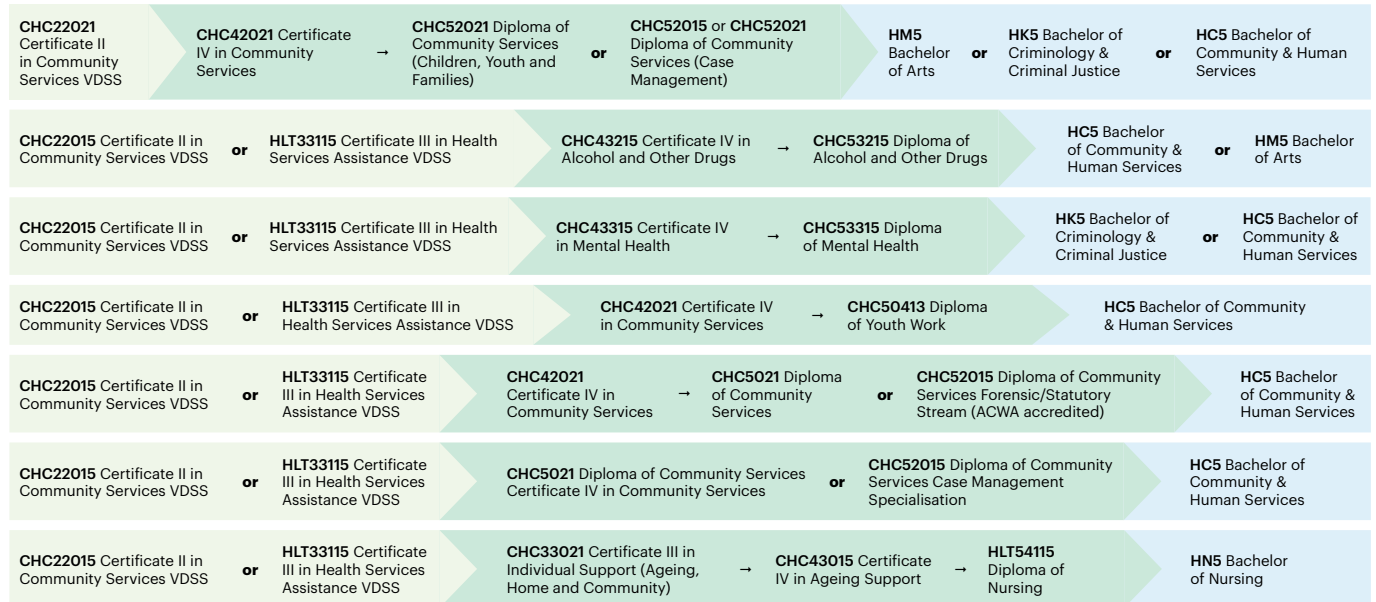 CHC22021
Certificate II
in Community
Services VDSS
CHC42021 Certificate
IV in Community
Services
→
CHC52021 Diploma of
Community Services
(Children, Youth and
Families)
or
CHC52015 or CHC52021
Diploma of Community
Services (Case
Management)
HM5
Bachelor
of Arts
or
HK5 Bachelor of
Criminology &
Criminal Justice
or
HC5 Bachelor of
Community & Human
Services
CHC22015 Certificate II in
Community Services VDSS
or
HLT33115 Certificate III in Health
Services Assistance VDSS
CHC43215 Certificate IV in
Alcohol and Other Drugs
→
CHC53215 Diploma of
Alcohol and Other Drugs
HC5 Bachelor
of Community &
Human Services
or
HM5 Bachelor
of Arts
CHC22015 Certificate II in
Community Services VDSS
or
HLT33115 Certificate III in Health
Services Assistance VDSS
CHC43315 Certificate IV
in Mental Health
→
CHC53315 Diploma
of Mental Health
HK5 Bachelor of
Criminology &
Criminal Justice
or
HC5 Bachelor of
Community &
Human Services
CHC22015 Certificate II in
Community Services VDSS
or
HLT33115 Certificate III in
Health Services Assistance VDSS
CHC42021 Certificate IV
in Community Services
→
CHC50413 Diploma
of Youth Work
HC5 Bachelor of Community
& Human Services
CHC22015 Certificate II in
Community Services VDSS
or
HLT33115 Certificate
III in Health Services
Assistance VDSS
CHC42021
Certificate IV in
Community Services
→
CHC5021 Diploma
of Community
Services
or
CHC52015 Diploma of Community
Services Forensic/Statutory
Stream (ACWA accredited)
HC5 Bachelor
of Community &
Human Services
CHC22015 Certificate II in
Community Services VDSS
or
HLT33115 Certificate
III in Health Services
Assistance VDSS
CHC5021 Diploma of Community Services
Certificate IV in Community Services
or
CHC52015 Diploma of Community
Services Case Management
Specialisation
HC5 Bachelor of
Community &
Human Services
CHC22015 Certificate II in
Community Services VDSS
or
HLT33115 Certificate
III in Health Services
Assistance VDSS
CHC33021 Certificate III in
Individual Support (Ageing,
Home and Community)
→
CHC43015 Certificate
IV in Ageing Support
→
HLT54115
Diploma of
Nursing
HN5 Bachelor
of Nursing